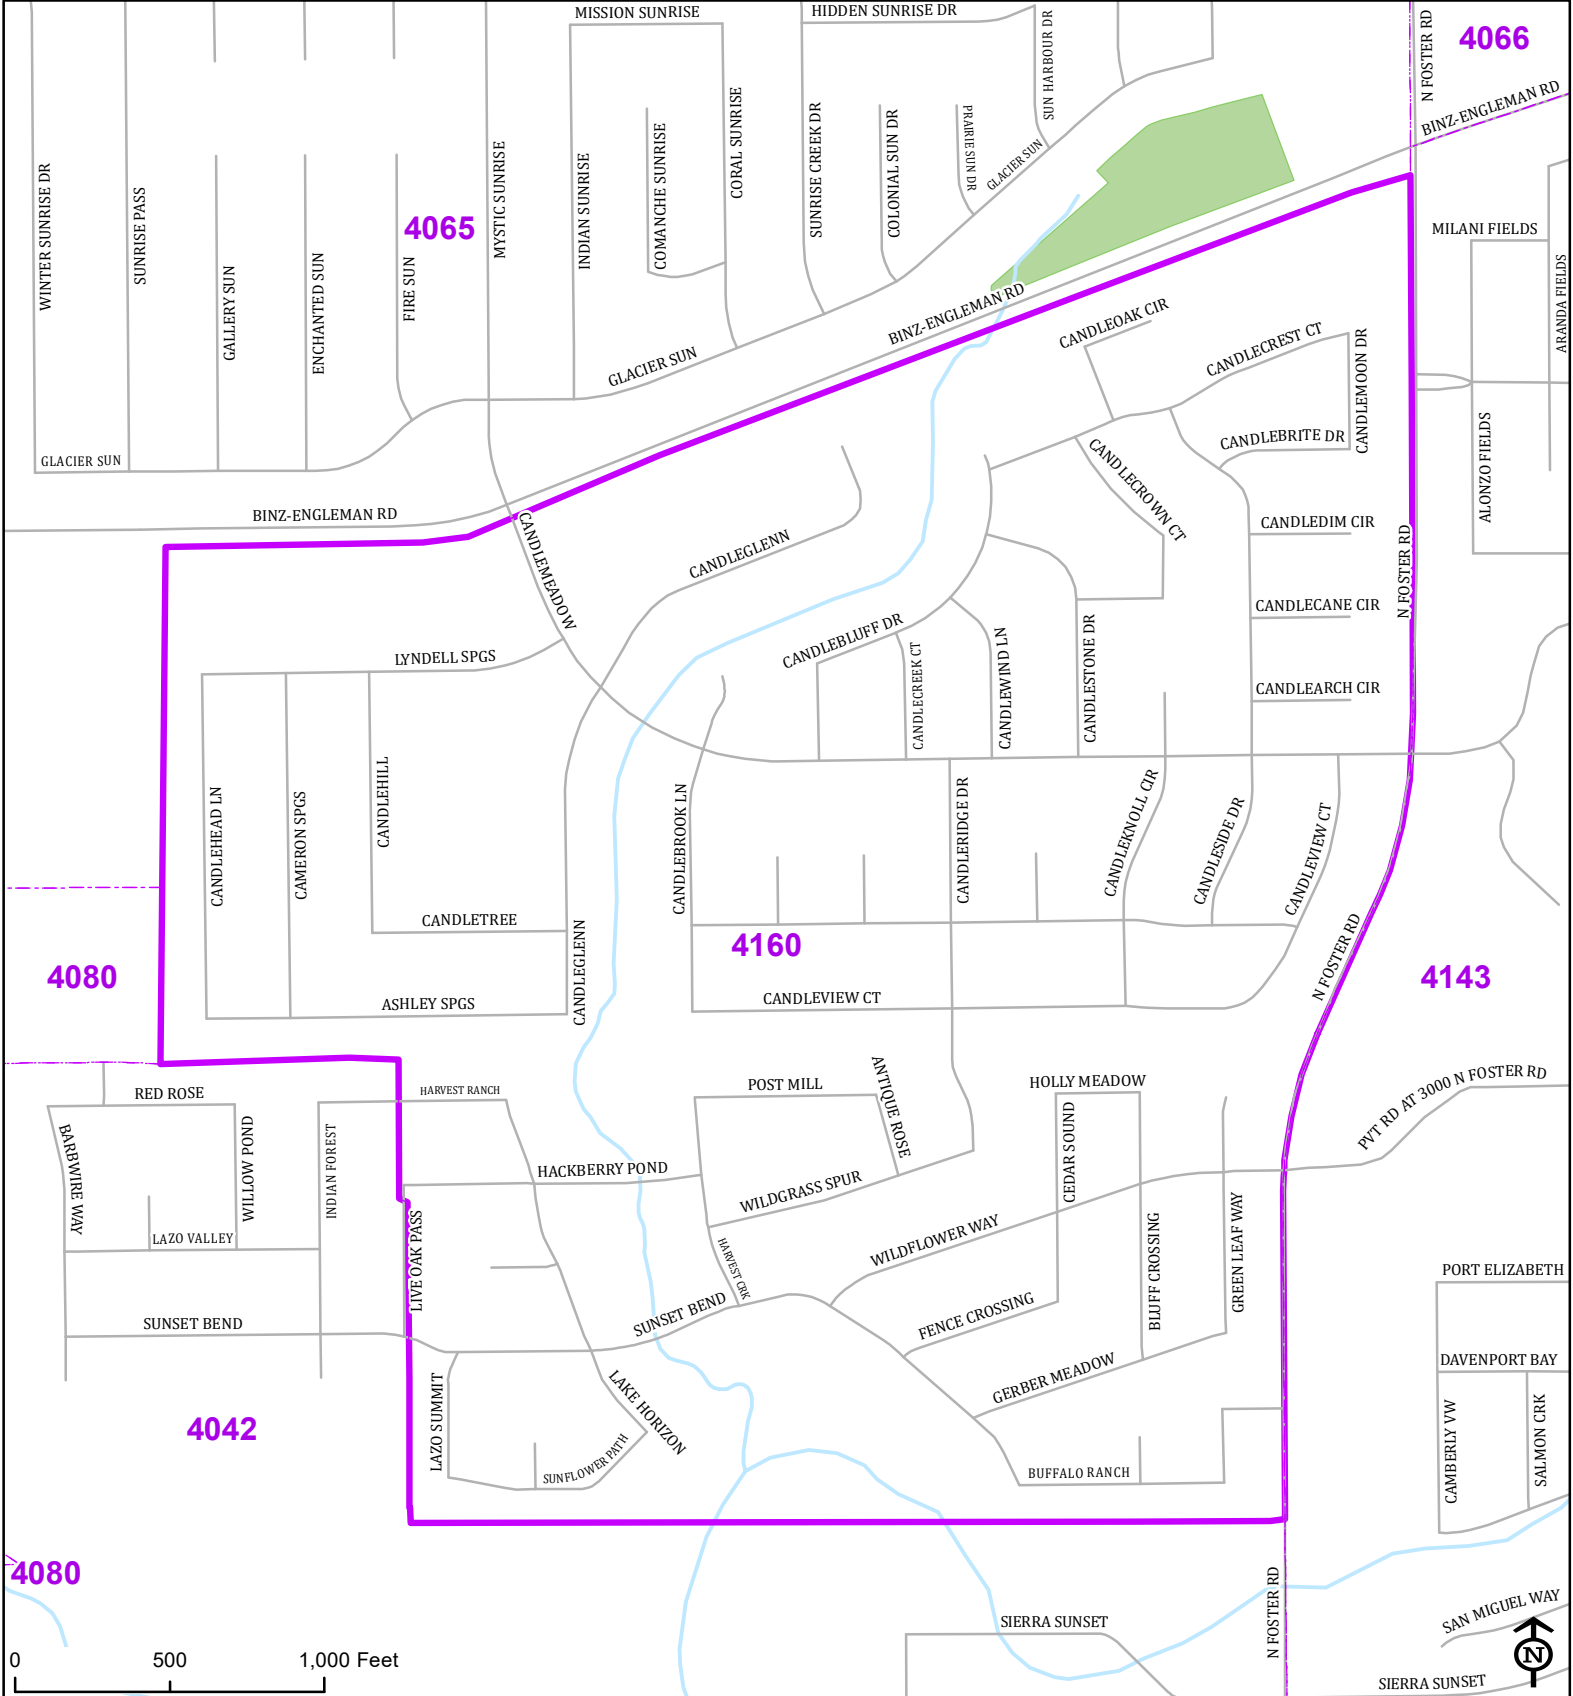 MISSION SUNRISE
HIDDEN SUNRISE DR
N FOSTER RD
4066
BINZ-ENGLEMAN RD
SUN HARBOUR DR
WINTER SUNRISE DR
SUNRISE PASS
GALLERY SUN
ENCHANTED SUN
FIRE SUN
4065
MYSTIC SUNRISE
INDIAN SUNRISE
COMANCHE SUNRISE
CORAL SUNRISE
SUNRISE CREEK DR
COLONIAL SUN DR
PRAIRIE SUN DR
GLACIER SUN
MILANI FIELDS
ARANDA FIELDS
BINZ-ENGLEMAN RD
CANDLEOAK CIR
CANDLECREST CT
CANDLEMOON DR
GLACIER SUN
GLACIER SUN
CANDLEBRITE DR
CANDLECROWN CT
ALONZO FIELDS
BINZ-ENGLEMAN RD
CANDLEMEADOW
CANDLEGLENN
CANDLEDIM CIR
N FOSTER RD
CANDLECANE CIR
LYNDELL SPGS
CANDLEBLUFF DR
CANDLECREEK CT
CANDLEWIND LN
CANDLESTONE DR
CANDLEARCH CIR
CANDLEHEAD LN
CAMERON SPGS
CANDLEHILL
CANDLEBROOK LN
CANDLERIDGE DR
CANDLEKNOLL CIR
CANDLESIDE DR
CANDLEVIEW CT
CANDLETREE
4160
4080
CANDLEGLENN
N FOSTER RD
4143
ASHLEY SPGS
CANDLEVIEW CT
RED ROSE
HARVEST RANCH
POST MILL
ANTIQUE ROSE
HOLLY MEADOW
PVT RD AT 3000 N FOSTER RD
BARBWIRE WAY
WILLOW POND
INDIAN FOREST
HACKBERRY POND
CEDAR SOUND
WILDGRASS SPUR
LAZO VALLEY
LIVE OAK PASS
HARVEST CRK
WILDFLOWER WAY
BLUFF CROSSING
GREEN LEAF WAY
PORT ELIZABETH
SUNSET BEND
SUNSET BEND
FENCE CROSSING
DAVENPORT BAY
GERBER MEADOW
LAZO SUMMIT
LAKE HORIZON
4042
SUNFLOWER PATH
BUFFALO RANCH
CAMBERLY VW
SALMON CRK
4080
N FOSTER RD
SIERRA SUNSET
SAN MIGUEL WAY
SIERRA SUNSET
0 500 1,000 Feet
N